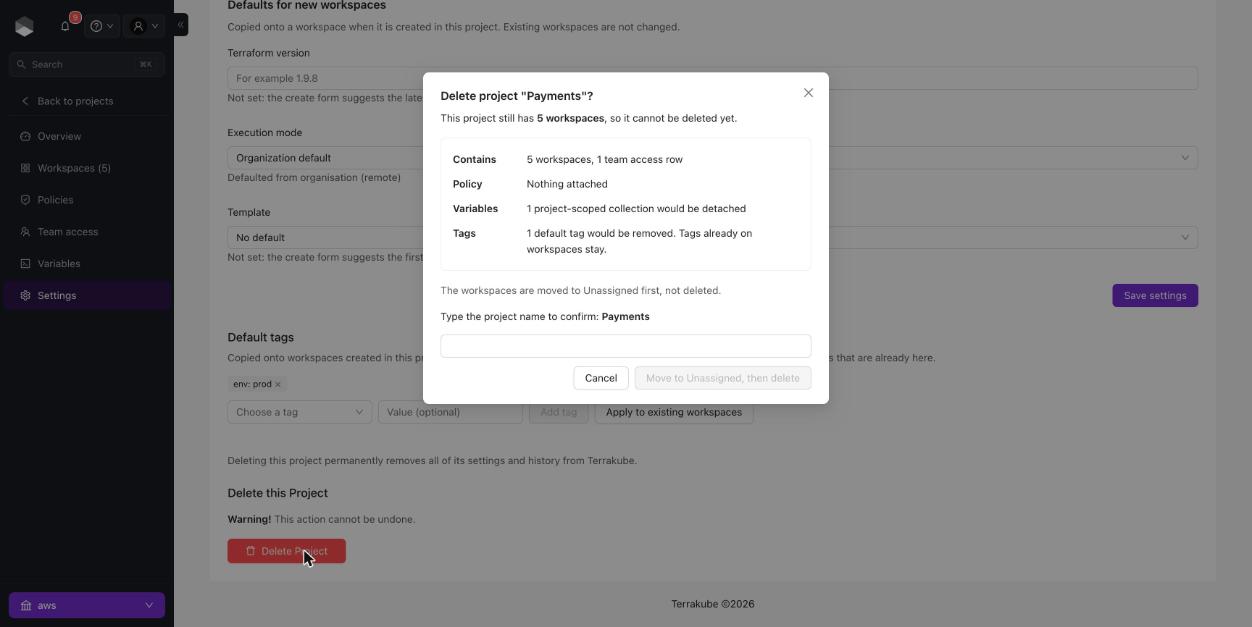 9
Search
⌘K
Back to projects
Overview
Workspaces (5)
Policies
Team access
Variables
Settings
aws
Defaults for new workspaces
Copied onto a workspace when it is created in this project. Existing workspaces are not changed.
Terraform version
For example 1.9.8
Not set: the create form suggests the late
Execution mode
Organization default
Defaulted from organisation (remote)
Template
No default
Not set: the create form suggests the first
Save settings
Default tags
Copied onto workspaces created in this pr
s that are already here.
env: prod
Choose a tag
Value (optional)
Add tag
Apply to existing workspaces
Deleting this project permanently removes all of its settings and history from Terrakube.
Delete this Project
Warning! This action cannot be undone.
Delete Project
Terrakube ©2026
Delete project "Payments"?
This project still has 5 workspaces, so it cannot be deleted yet.
Contains 5 workspaces, 1 team access row
Policy Nothing attached
Variables 1 project-scoped collection would be detached
Tags 1 default tag would be removed. Tags already on
workspaces stay.
The workspaces are moved to Unassigned first, not deleted.
Type the project name to confirm: Payments
Cancel
Move to Unassigned, then delete